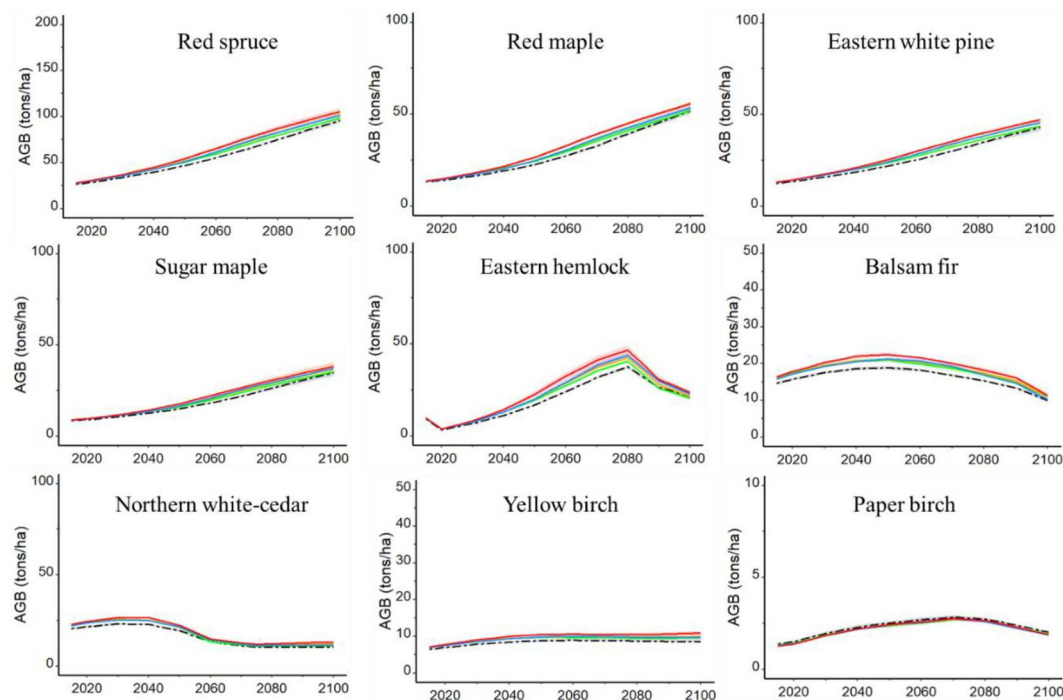 Red spruce
AGB (tons/ha)
200
150
100
50
0
2020 2040 2060 2080 2100
Red maple
AGB (tons/ha)
100
50
0
2020 2040 2060 2080 2100
Eastern white pine
AGB (tons/ha)
100
50
0
2020 2040 2060 2080 2100
Sugar maple
AGB (tons/ha)
100
50
0
2020 2040 2060 2080 2100
Eastern hemlock
AGB (tons/ha)
100
50
0
2020 2040 2060 2080 2100
Balsam fir
AGB (tons/ha)
50
40
30
20
10
0
2020 2040 2060 2080 2100
Northern white-cedar
AGB (tons/ha)
100
50
0
2020 2040 2060 2080 2100
Yellow birch
AGB (tons/ha)
50
40
30
20
10
0
2020 2040 2060 2080 2100
Paper birch
AGB (tons/ha)
10
5
0
2020 2040 2060 2080 2100